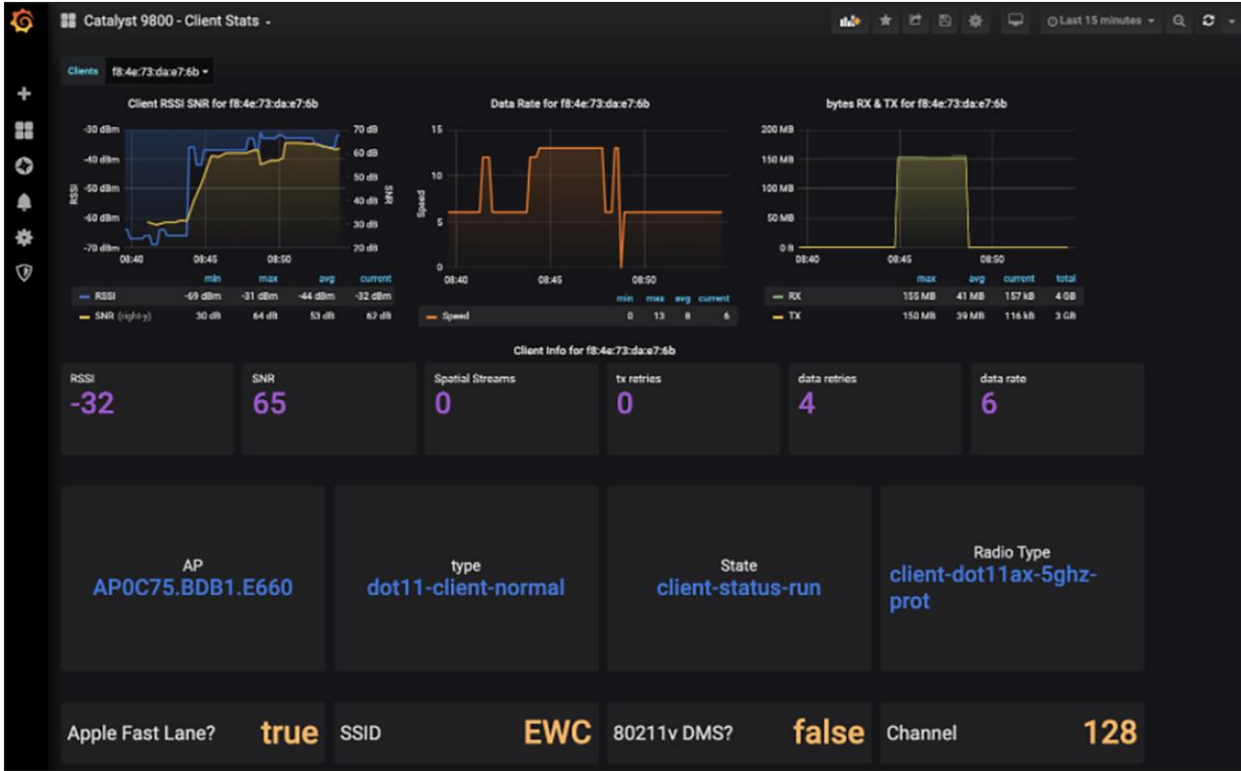 Catalyst 9800 - Client Stats
Last 15 minutes
Clients f8:4e:73:da:e7:6b
Client RSSI SNR for f8:4e:73:da:e7:6b
-30 dBm
-40 dBm
-50 dBm
-60 dBm
-70 dBm
RSSI
70 dB
60 dB
50 dB
40 dB
30 dB
20 dB
SNR
08:40 08:45 08:50
min max avg current
RSSI -69 dBm -31 dBm -44 dBm -32 dBm
SNR (right-y) 30 dB 64 dB 53 dB 62 dB
Data Rate for f8:4e:73:da:e7:6b
15
10
5
0
Speed
08:40 08:45 08:50
min max avg current
Speed 0 13 8 6
bytes RX & TX for f8:4e:73:da:e7:6b
200 MB
150 MB
100 MB
50 MB
0 B
08:40 08:45 08:50
max avg current total
RX 155 MB 41 MB 157 kB 4 GB
TX 150 MB 39 MB 116 kB 3 GB
Client Info for f8:4e:73:da:e7:6b
RSSI
-32
SNR
65
Spatial Streams
0
tx retries
0
data retries
4
data rate
6
AP
AP0C75.BDB1.E660
type
dot11-client-normal
State
client-status-run
Radio Type
client-dot11ax-5ghz-
prot
Apple Fast Lane? true
SSID EWC
80211v DMS? false
Channel 128